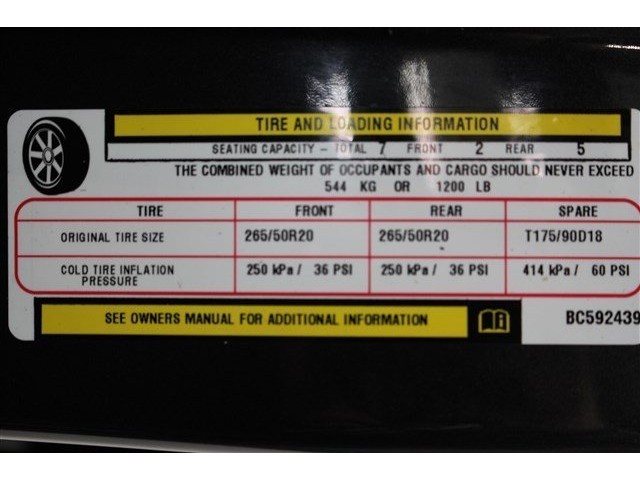 TIRE AND LOADING INFORMATION
SEATING CAPACITY - TOTAL 7 FRONT 2 REAR 5
THE COMBINED WEIGHT OF OCCUPANTS AND CARGO SHOULD NEVER EXCEED
544 KG OR 1200 LB
TIRE FRONT REAR SPARE
ORIGINAL TIRE SIZE 265/50R20 265/50R20 T175/90D18
COLD TIRE INFLATION PRESSURE 250 kPa / 36 PSI 250 kPa / 36 PSI 414 kPa / 60 PSI
SEE OWNERS MANUAL FOR ADDITIONAL INFORMATION
BC592439